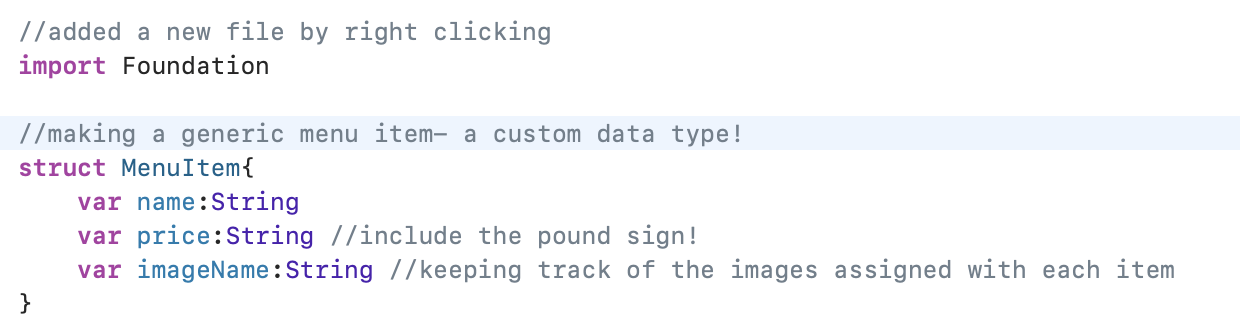 //added a new file by right clicking
import Foundation
//making a generic menu item— a custom data type!
struct MenuItem{
    var name:String
    var price:String //include the pound sign!
    var imageName:String //keeping track of the images assigned with each item
}